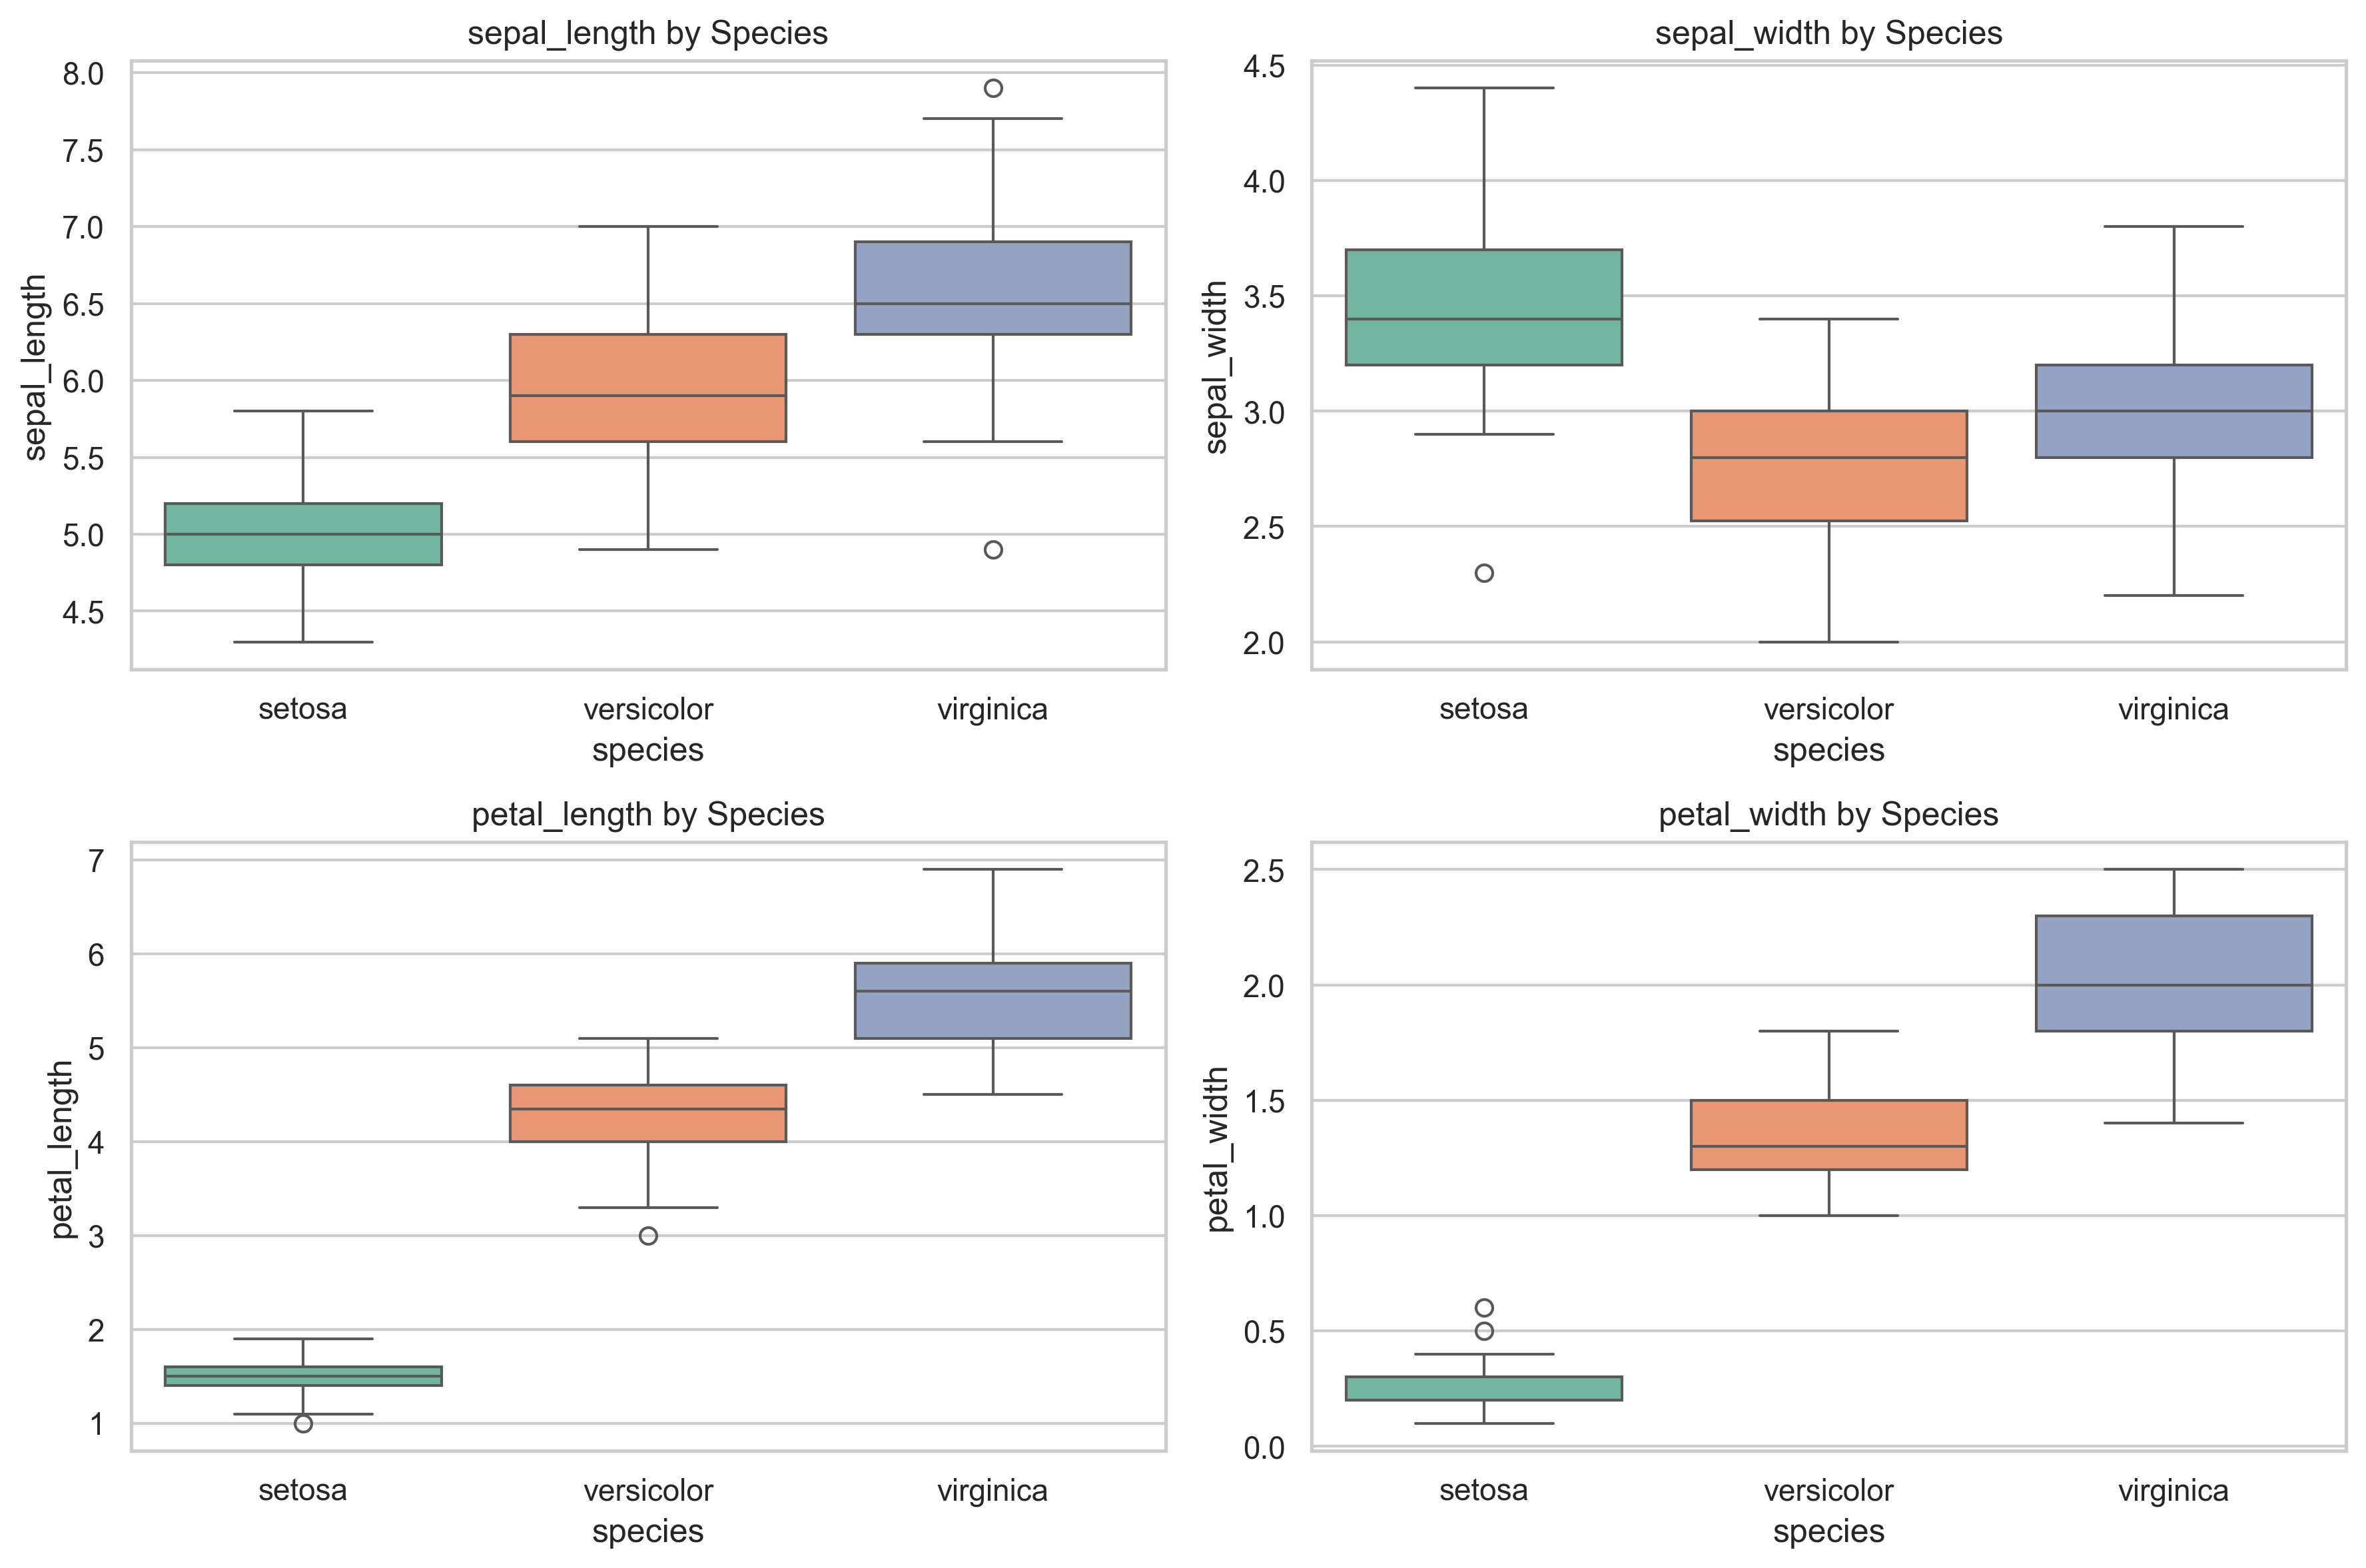 sepal_length by Species
sepal_length
8.0
7.5
7.0
6.5
6.0
5.5
5.0
4.5
setosa versicolor virginica
species
sepal_width by Species
sepal_width
4.5
4.0
3.5
3.0
2.5
2.0
setosa versicolor virginica
species
petal_length by Species
petal_length
7
6
5
4
3
2
1
setosa versicolor virginica
species
petal_width by Species
petal_width
2.5
2.0
1.5
1.0
0.5
0.0
setosa versicolor virginica
species